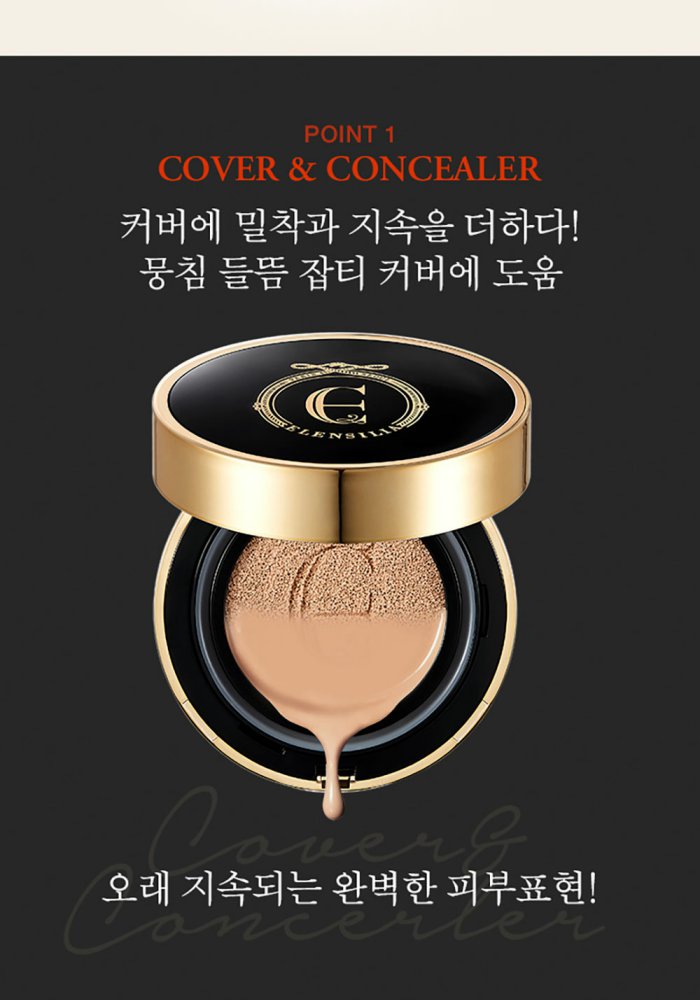 POINT 1
COVER & CONCEALER
커버에 밀착과 지속을 더하다!
뭉침 들뜸 잡티 커버에 도움
ELENSILIA
Cover&
오래 지속되는 완벽한 피부표현!
Concerler